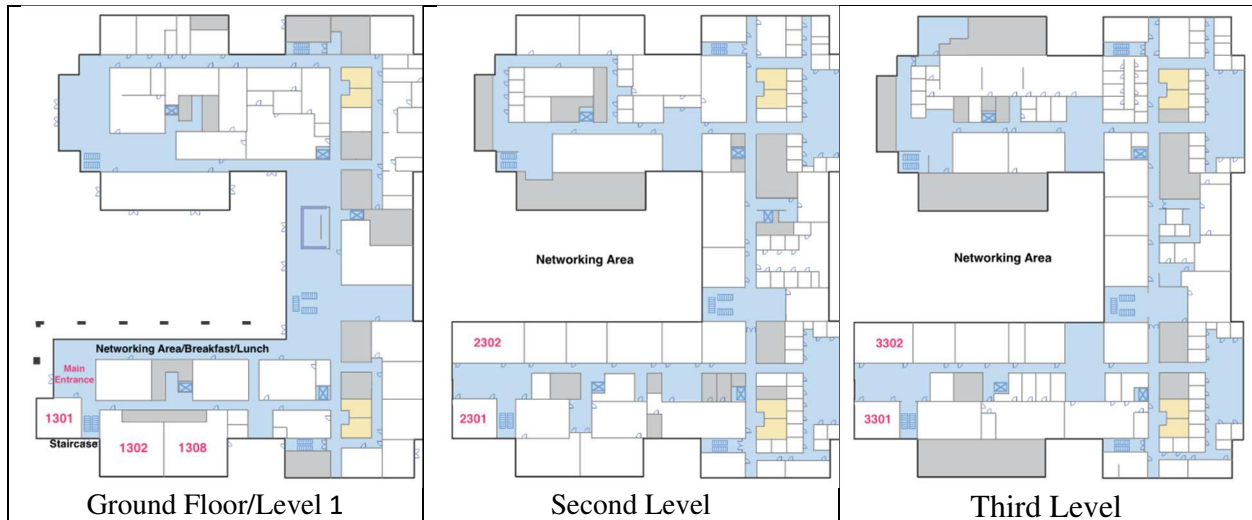 Networking Area/Breakfast/Lunch
Main
Entrance
1301
Staircase
1302
1308
Ground Floor/Level 1
Networking Area
2302
2301
Second Level
Networking Area
3302
3301
Third Level